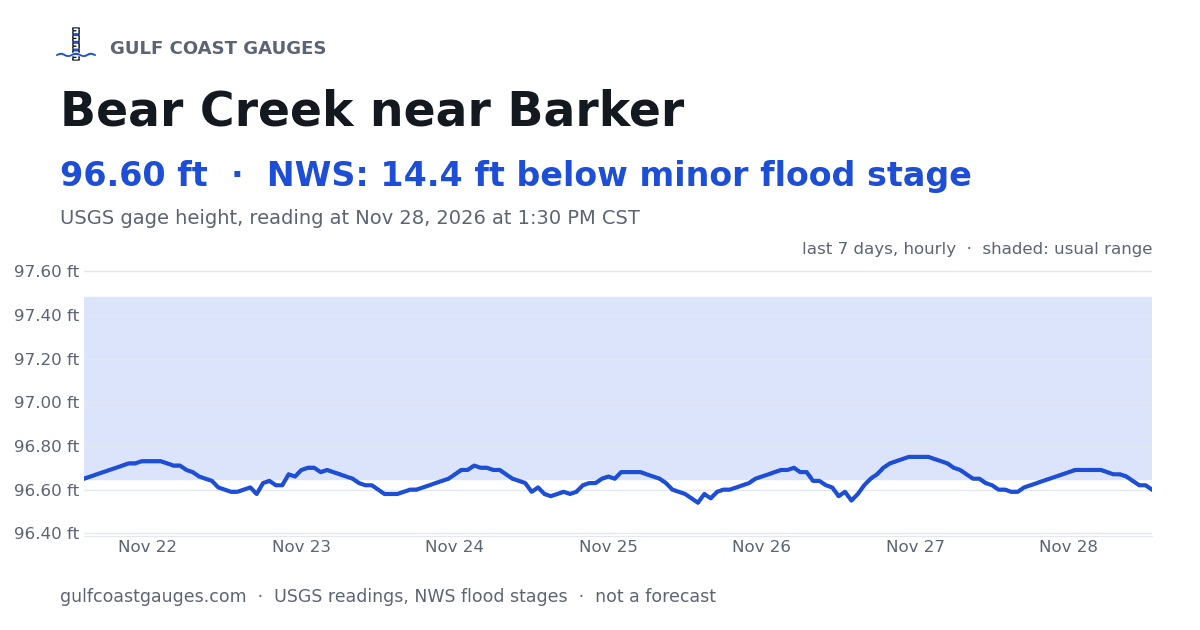 GULF COAST GAUGES
Bear Creek near Barker
96.60 ft · NWS: 14.4 ft below minor flood stage
USGS gage height, reading at Nov 28, 2026 at 1:30 PM CST
last 7 days, hourly · shaded: usual range
97.60 ft
97.40 ft
97.20 ft
97.00 ft
96.80 ft
96.60 ft
96.40 ft
Nov 22 Nov 23 Nov 24 Nov 25 Nov 26 Nov 27 Nov 28
gulfcoastgauges.com · USGS readings, NWS flood stages · not a forecast